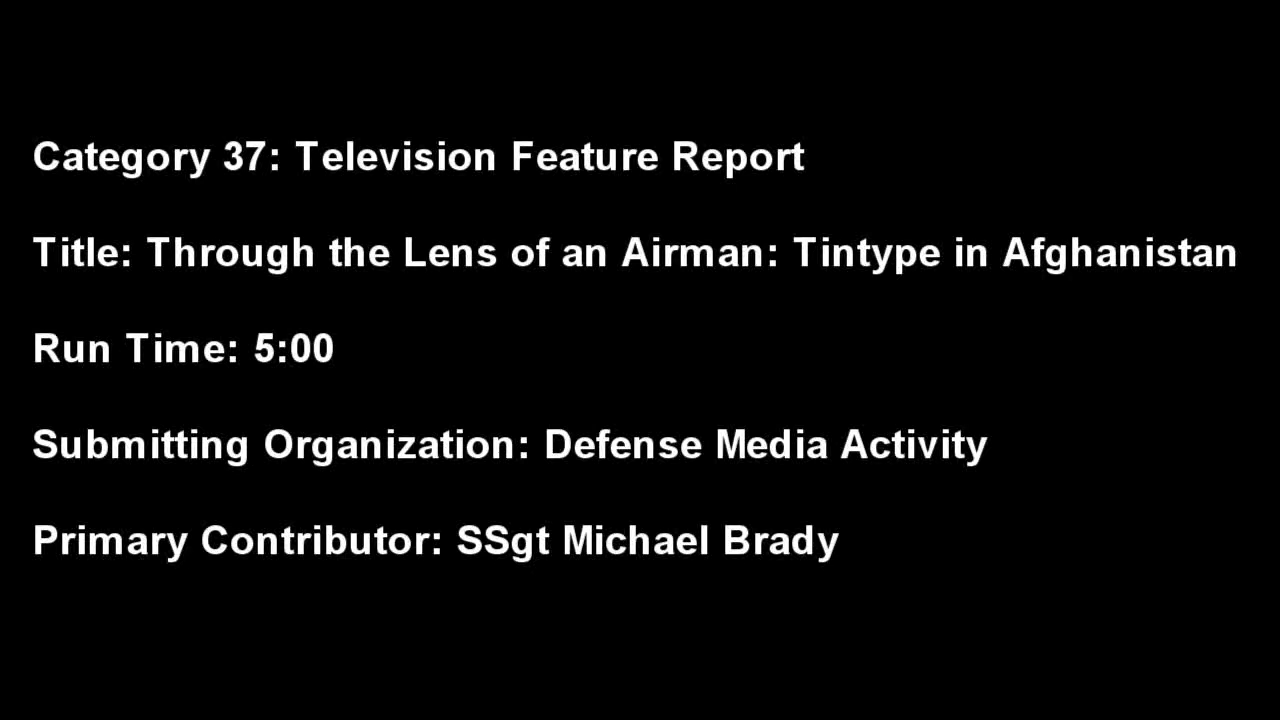 Category 37: Television Feature Report
Title: Through the Lens of an Airman: Tintype in Afghanistan
Run Time: 5:00
Submitting Organization: Defense Media Activity
Primary Contributor: SSgt Michael Brady